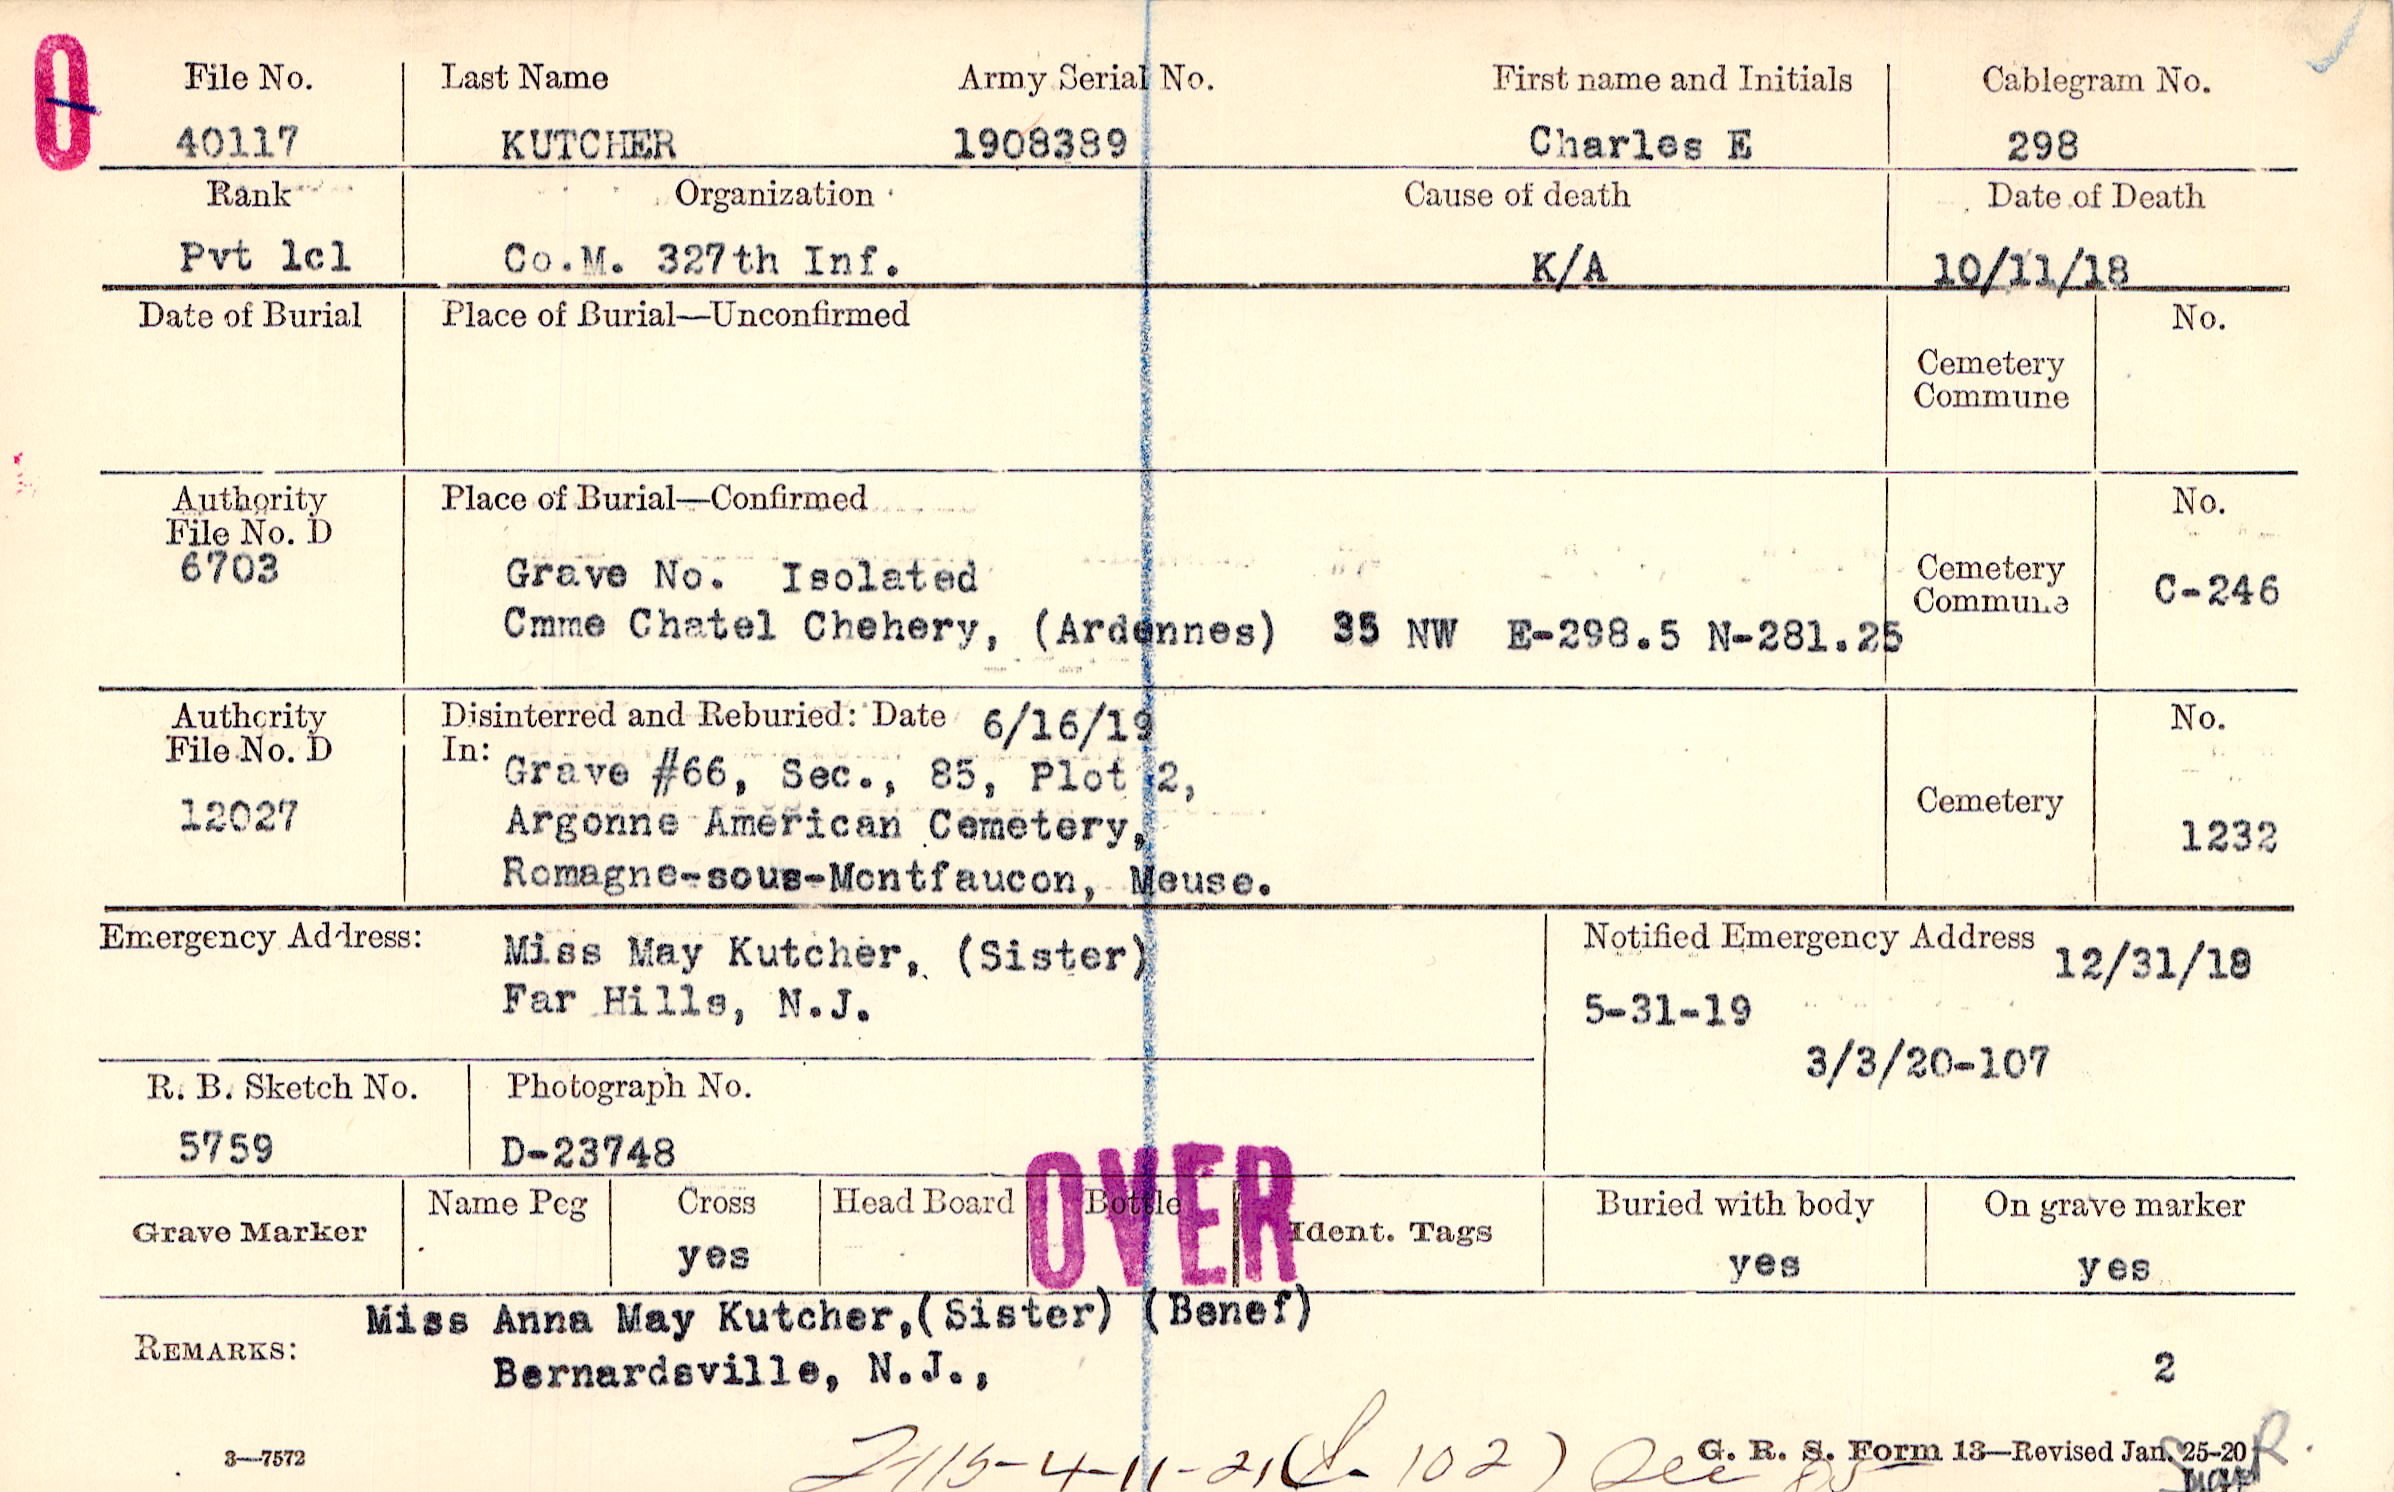 0
File No. Last Name Army Serial No. First name and Initials Cablegram No.
40117 KUTCHER 1908389 Charles E 298
Rank Organization Cause of death Date of Death
Pvt 1cl Co.M. 327th Inf. K/A 10/11/18
Date of Burial Place of Burial—Unconfirmed No.
Cemetery
Commune
Authority Place of Burial—Confirmed No.
File No. D
6703 Grave No. Isolated Cemetery C-246
Commune
Cmme Chatel Chehery, (Ardennes) 35 NW E-298.5 N-281.25
Authority Disinterred and Reburied: Date 6/16/19 No.
File No. D In:
Grave #66, Sec., 85, Plot 2,
12027 Argonne American Cemetery, Cemetery 1232
Romagne-sous-Montfaucon, Meuse.
Emergency Address: Miss May Kutcher, (Sister) Notified Emergency Address 12/31/18
Far Hills, N.J. 5-31-19
3/3/20-107
R. B. Sketch No. Photograph No.
5759 D-23748
OVER
Grave Marker Name Peg Cross Head Board Bottle Ident. Tags Buried with body On grave marker
yes yes yes
REMARKS: Miss Anna May Kutcher,(Sister) (Benef)
Bernardsville, N.J., 2
3—7572 G. R. S. Form 13—Revised Jan. 25-20
102) See